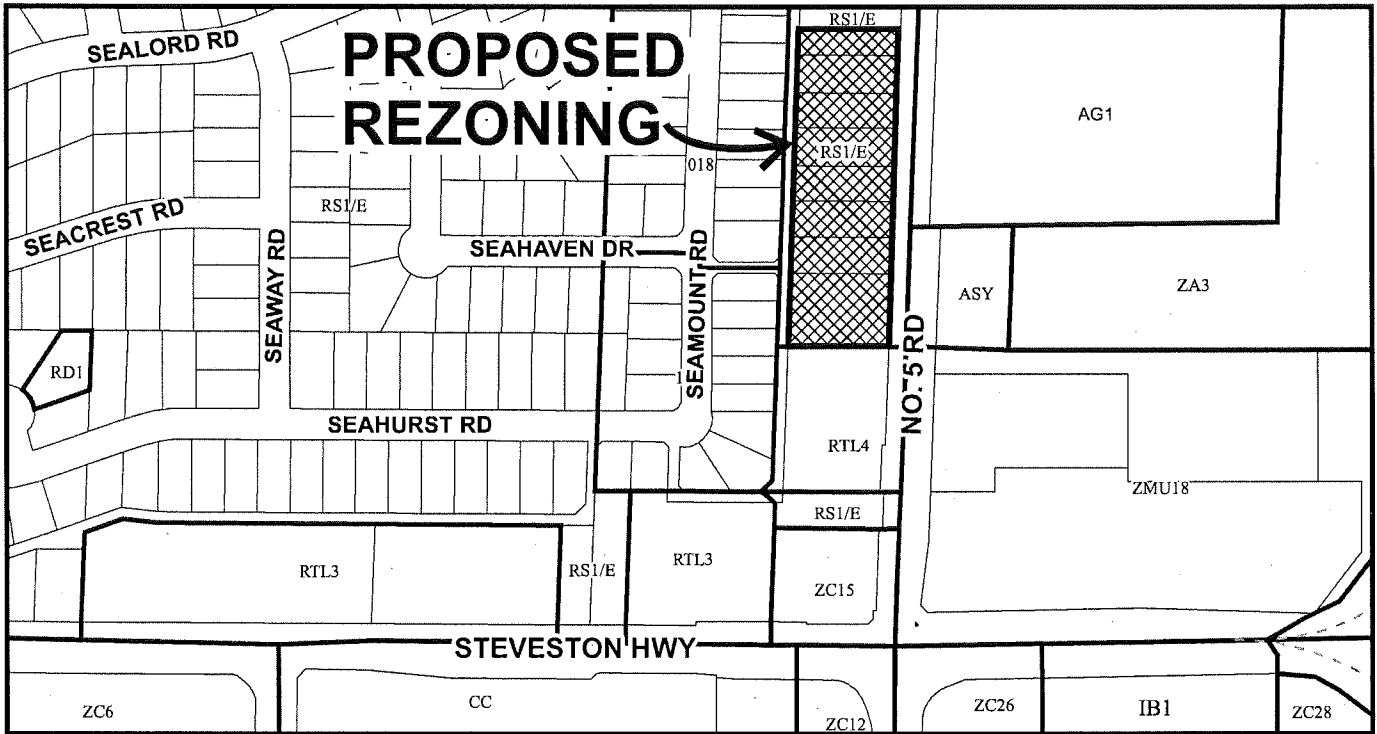 RS1/E
SEALORD RD
PROPOSED
REZONING
AG1
RS1/E
018
RS1/E
SEACREST RD
SEAWAY RD
SEAHAVEN DR
SEAMOUNT RD
ASY
ZA3
NO. 5 RD
RD1
1
SEAHURST RD
RTL4
ZMU18
RS1/E
RTL3
RS1/E
RTL3
ZC15
STEVESTON HWY
ZC6
CC
ZC12
ZC26
IB1
ZC28